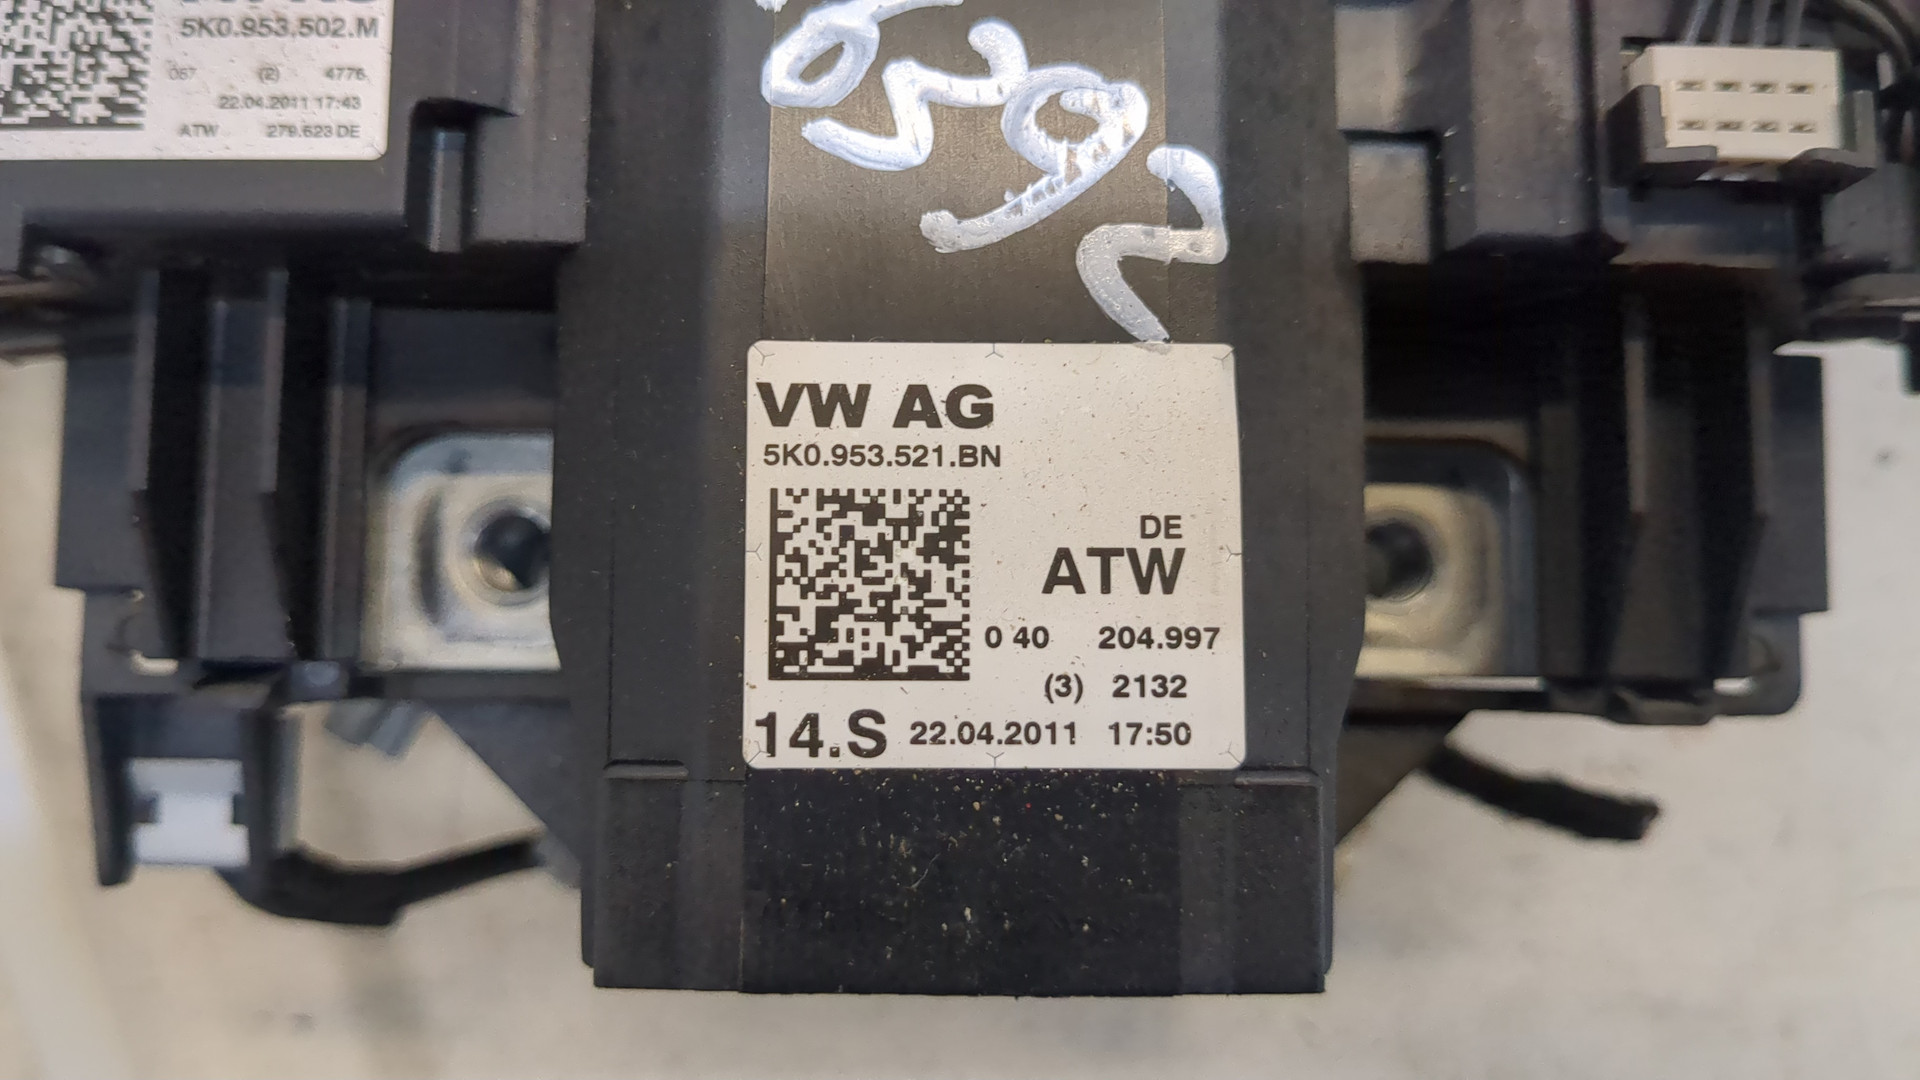 5K0.953.502.M
087 (2) 4776
22.04.2011 17:43
ATW 279.623 DE
VW AG
5K0.953.521.BN
DE
ATW
0 40 204.997
(3) 2132
14.S 22.04.2011 17:50